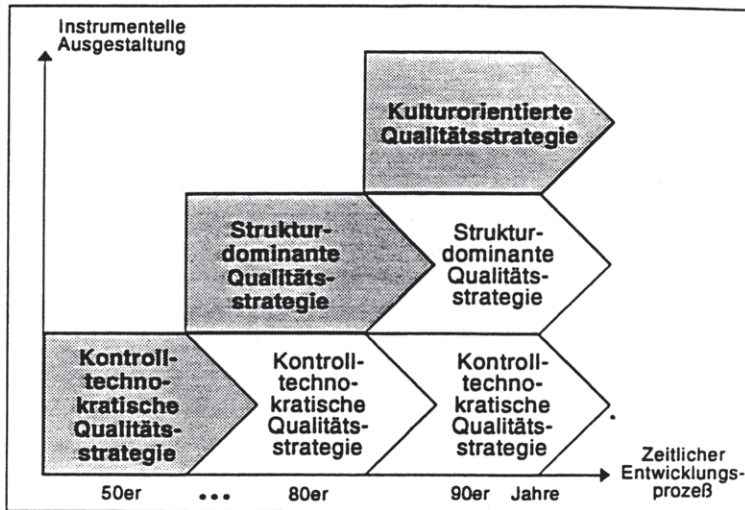 Instrumentelle
Ausgestaltung
Kulturorientierte
Qualitätsstrategie
Struktur-
dominante
Qualitäts-
strategie
Struktur-
dominante
Qualitäts-
strategie
Kontroll-
techno-
kratische
Qualitäts-
strategie
Kontroll-
techno-
kratische
Qualitäts-
strategie
Kontroll-
techno-
kratische
Qualitäts-
strategie
50er ... 80er 90er Jahre
Zeitlicher
Entwicklungs-
prozeß